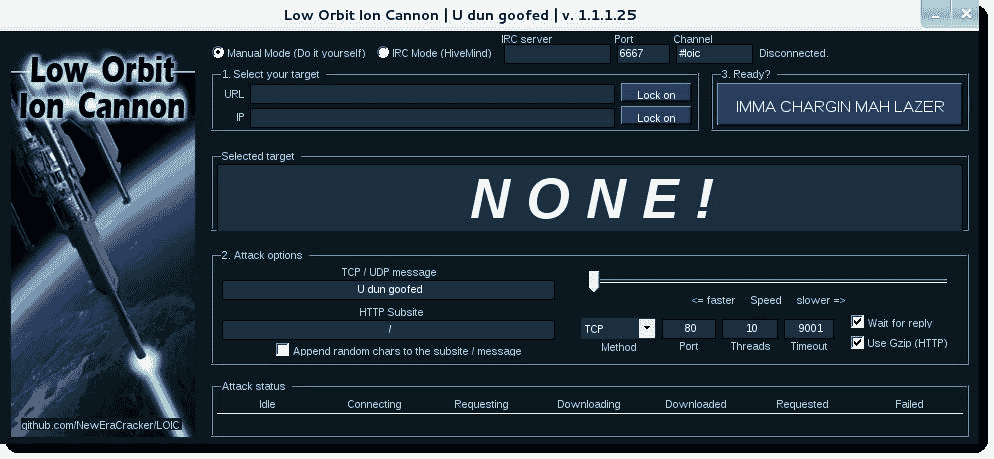 Low Orbit Ion Cannon | U dun goofed | v. 1.1.1.25
Low Orbit
Ion Cannon
IRC server Port Channel
Manual Mode (Do it yourself) IRC Mode (HiveMind) 6667 #loic Disconnected.
1. Select your target
URL Lock on
IP Lock on
3. Ready?
IMMA CHARGIN MAH LAZER
Selected target
NONE!
2. Attack options
TCP / UDP message
U dun goofed
HTTP Subsite
/
Append random chars to the subsite / message
<= faster Speed slower =>
TCP 80 10 9001 Wait for reply
Method Port Threads Timeout Use Gzip (HTTP)
Attack status
Idle Connecting Requesting Downloading Downloaded Requested Failed
github.com/NewEraCracker/LOIC